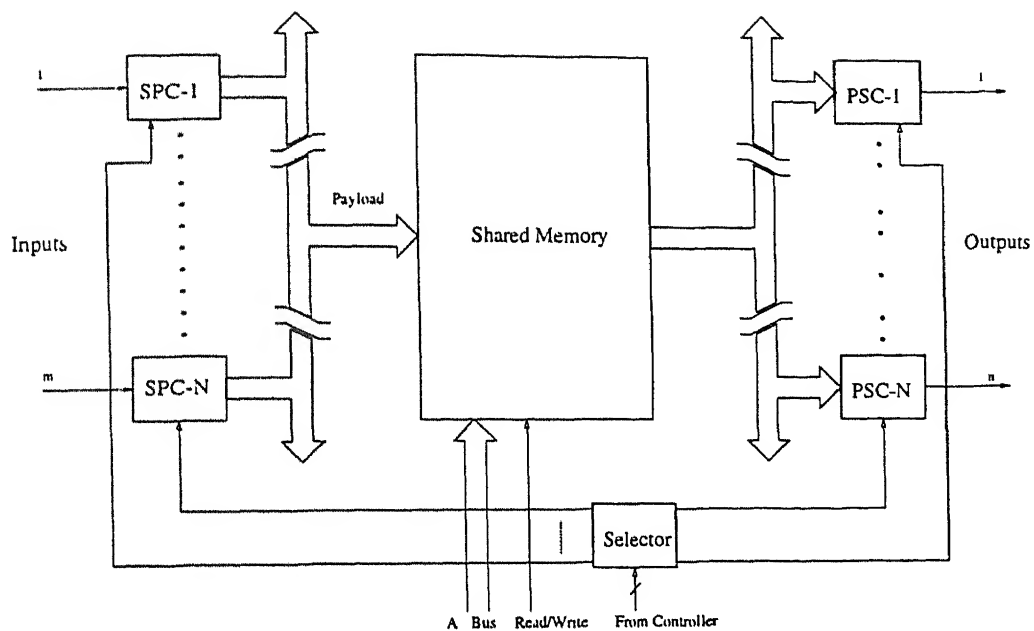 1
SPC-1
PSC-1
1
Payload
Inputs
Shared Memory
Outputs
m
SPC-N
PSC-N
n
Selector
A Bus
Read/Write
From Controller